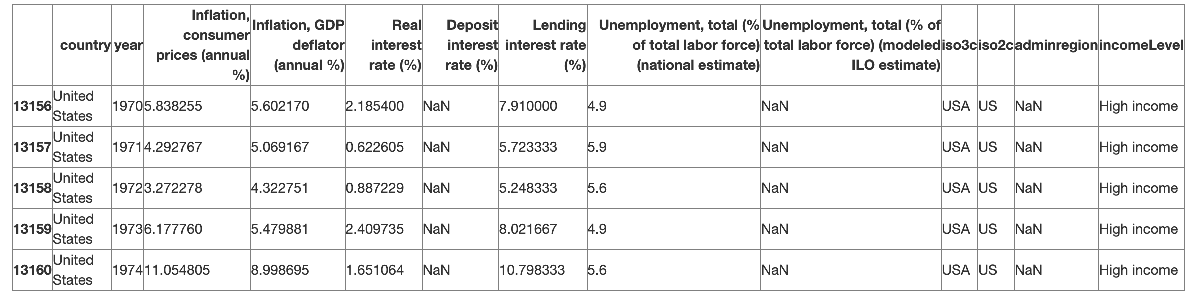 country year Inflation, consumer prices (annual %) Inflation, GDP deflator (annual %) Real interest rate (%) Deposit interest rate (%) Lending interest rate (%) Unemployment, total (% of total labor force) (national estimate) Unemployment, total (% of total labor force) (modeled ILO estimate) iso3c iso2c adminregion incomeLevel
13156 United States 1970 5.838255 5.602170 2.185400 NaN 7.910000 4.9 NaN USA US NaN High income
13157 United States 1971 4.292767 5.069167 0.622605 NaN 5.723333 5.9 NaN USA US NaN High income
13158 United States 1972 3.272278 4.322751 0.887229 NaN 5.248333 5.6 NaN USA US NaN High income
13159 United States 1973 6.177760 5.479881 2.409735 NaN 8.021667 4.9 NaN USA US NaN High income
13160 United States 1974 11.054805 8.998695 1.651064 NaN 10.798333 5.6 NaN USA US NaN High income